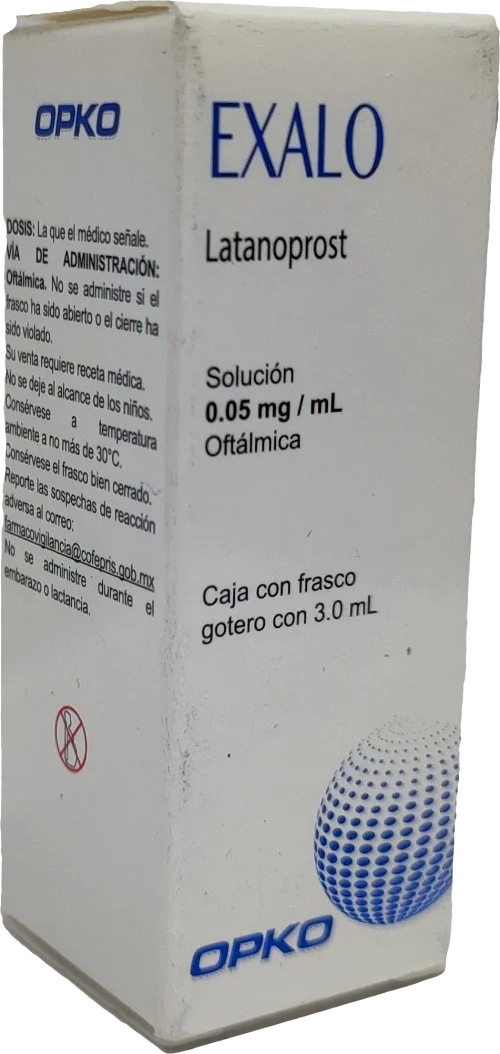 OPKO
DOSIS: La que el médico señale.
VÍA DE ADMINISTRACIÓN:
Oftálmica. No se administre si el
frasco ha sido abierto o el cierre ha
sido violado.
Su venta requiere receta médica.
No se deje al alcance de los niños.
Consérvese a temperatura
ambiente a no más de 30°C.
Consérvese el frasco bien cerrado.
Reporte las sospechas de reacción
adversa al correo:
farmacovigilancia@cofepris.gob.mx
No se administre durante el
embarazo o lactancia.
EXALO
Latanoprost
Solución
0.05 mg / mL
Oftálmica
Caja con frasco
gotero con 3.0 mL
OPKO